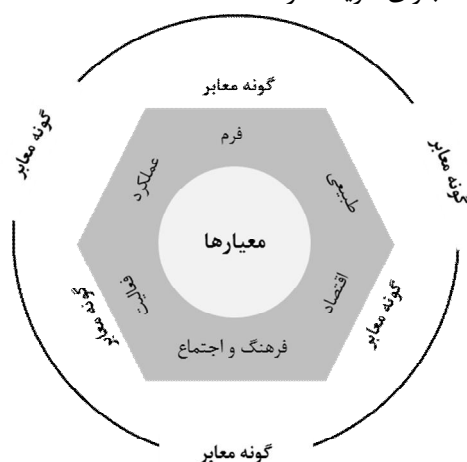 گونه معابر
گونه معابر
گونه معابر
فرم
عملکرد
طبیعی
معیارها
فعالیت
اقتصاد
گونه معابر
گونه معابر
فرهنگ و اجتماع
گونه معابر